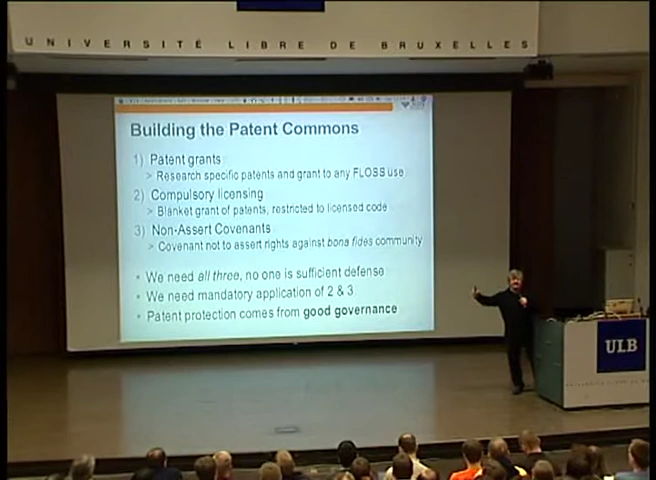 UNIVERSITÉ LIBRE DE BRUXELLES
Building the Patent Commons
1) Patent grants
> Research specific patents and grant to any FLOSS use
2) Compulsory licensing
> Blanket grant of patents, restricted to licensed code
3) Non-Assert Covenants
> Covenant not to assert rights against bona fides community
• We need all three, no one is sufficient defense
• We need mandatory application of 2 & 3
• Patent protection comes from good governance
ULB